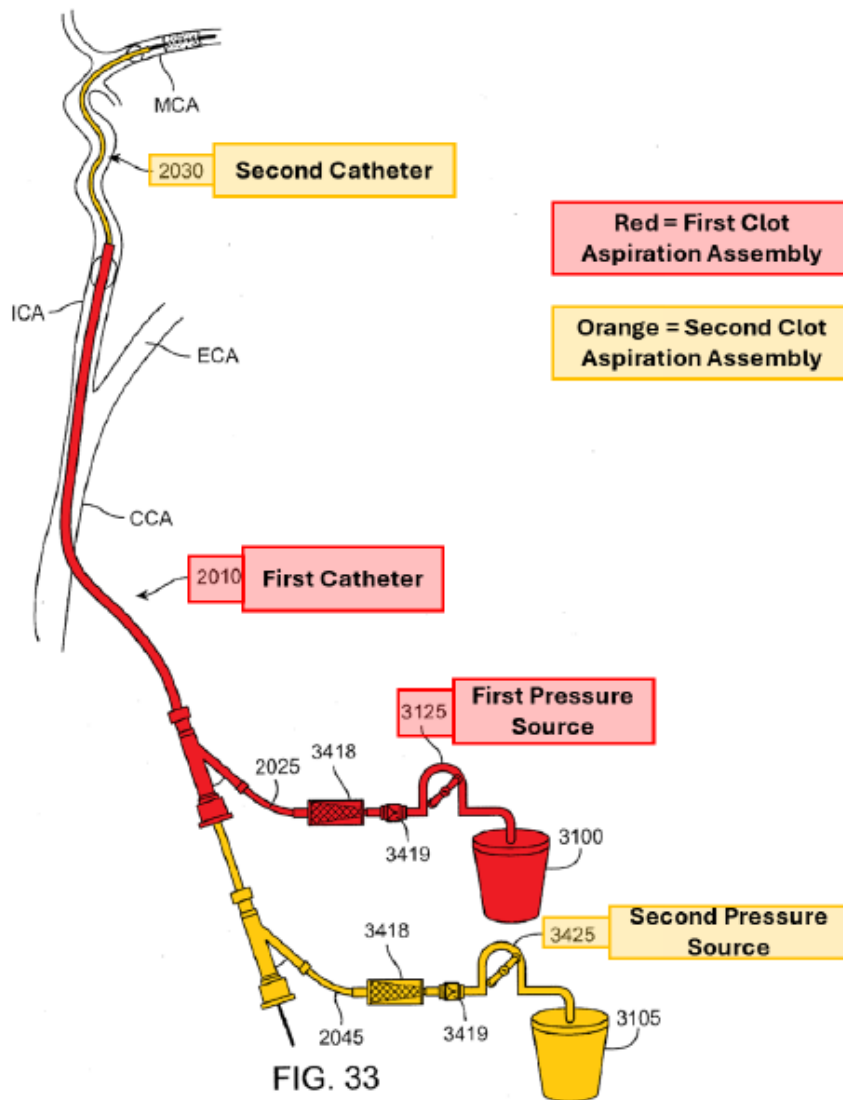 MCA
2030
Second Catheter
Red = First Clot
Aspiration Assembly
ICA
Orange = Second Clot
Aspiration Assembly
ECA
CCA
2010
First Catheter
3125
First Pressure
Source
3418
2025
3419
3100
3418
3425
Second Pressure
Source
2045
3419
3105
FIG. 33